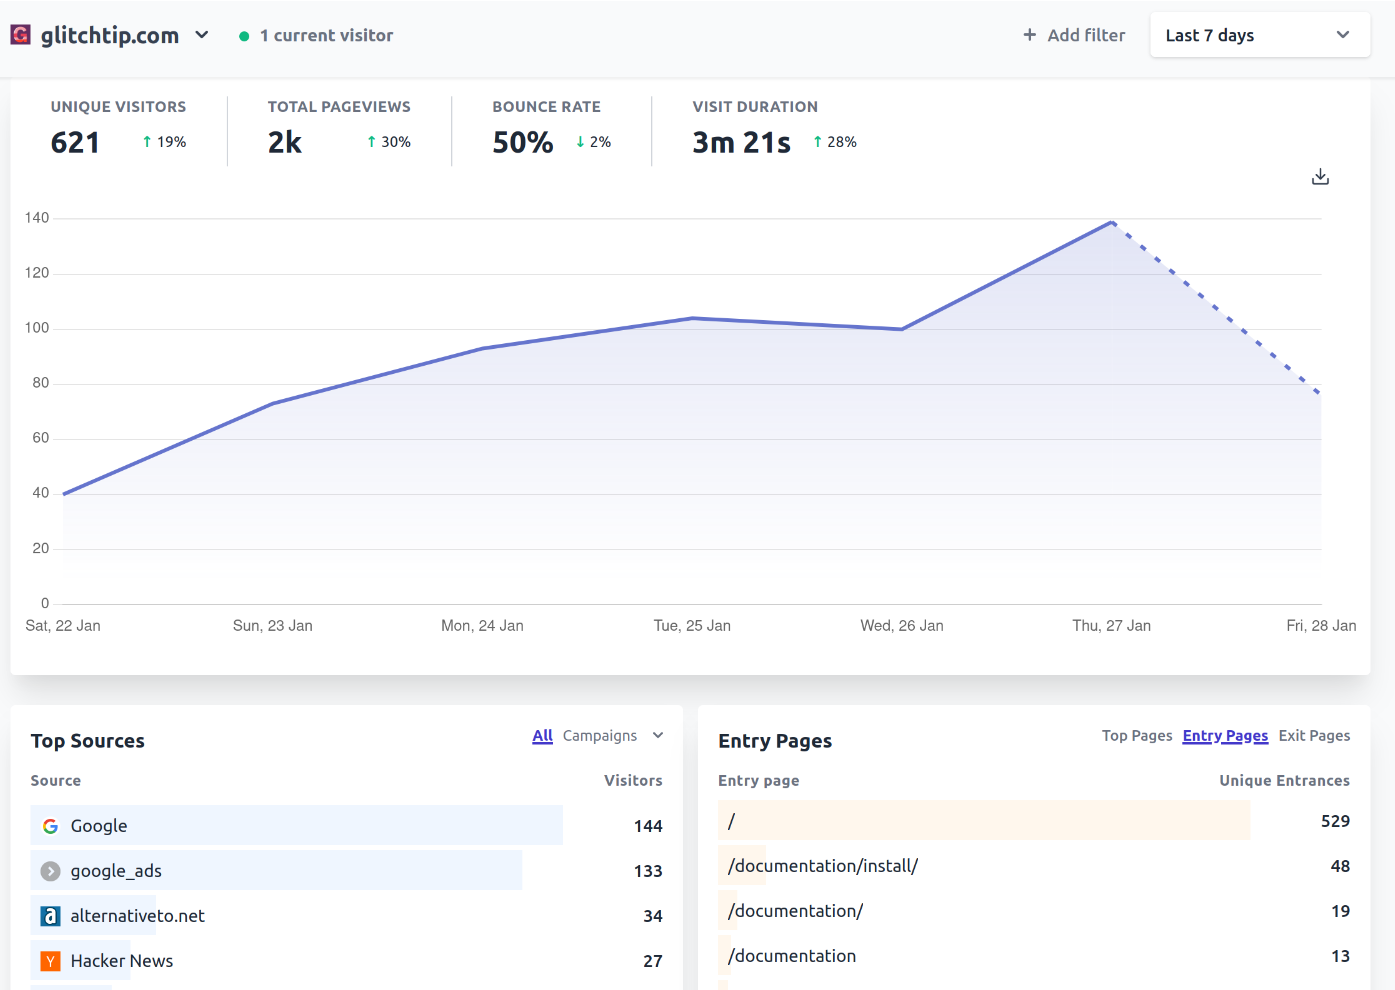 glitchtip.com 1 current visitor + Add filter Last 7 days
UNIQUE VISITORS TOTAL PAGEVIEWS BOUNCE RATE VISIT DURATION
621 ↑ 19% 2k ↑ 30% 50% ↓ 2% 3m 21s ↑ 28%
140
120
100
80
60
40
20
0
Sat, 22 Jan Sun, 23 Jan Mon, 24 Jan Tue, 25 Jan Wed, 26 Jan Thu, 27 Jan Fri, 28 Jan
Top Sources All Campaigns
Source Visitors
Google 144
google_ads 133
alternativeto.net 34
Hacker News 27
Entry Pages Top Pages Entry Pages Exit Pages
Entry page Unique Entrances
/ 529
/documentation/install/ 48
/documentation/ 19
/documentation 13